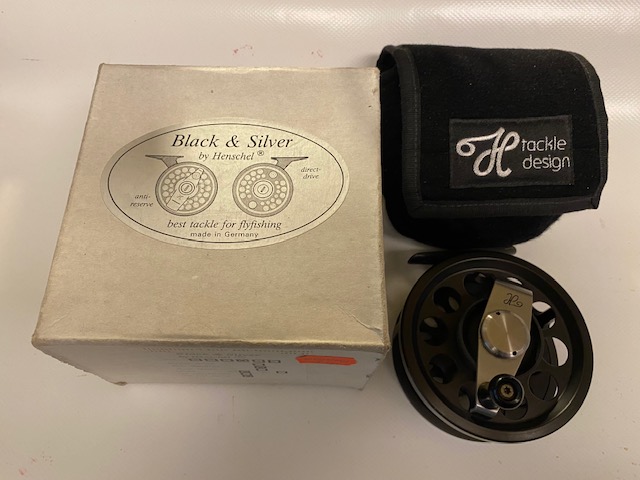 Black & Silver
by Henschel®
anti-
reserve
direct-
drive
best tackle for flyfishing
made in Germany
H tackle
design